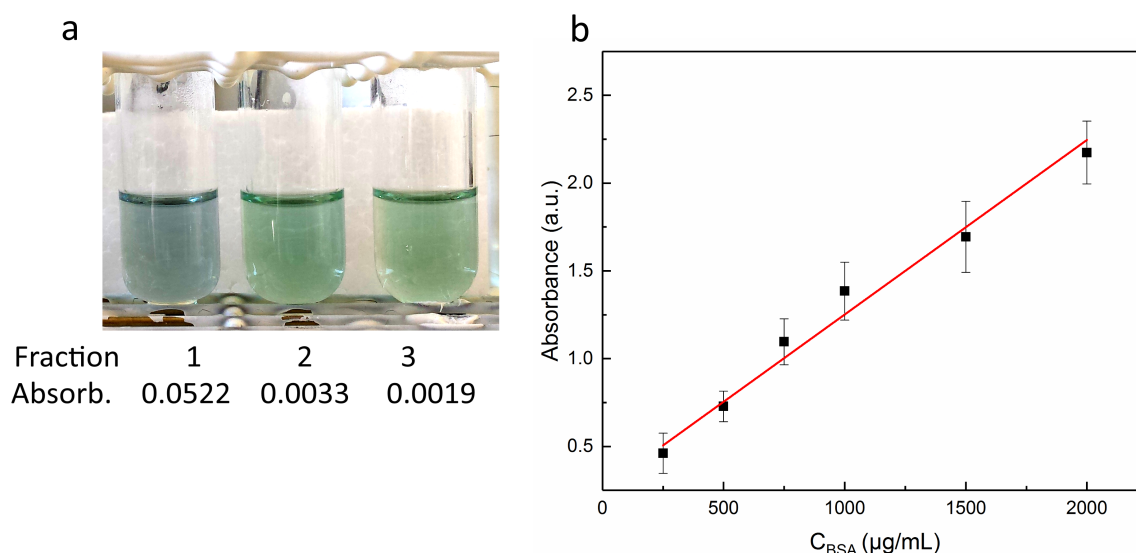 a
Fraction 1 2 3
Absorb. 0.0522 0.0033 0.0019
b
Absorbance (a.u.)
2.5
2.0
1.5
1.0
0.5
0 500 1000 1500 2000
C_BSA (µg/mL)